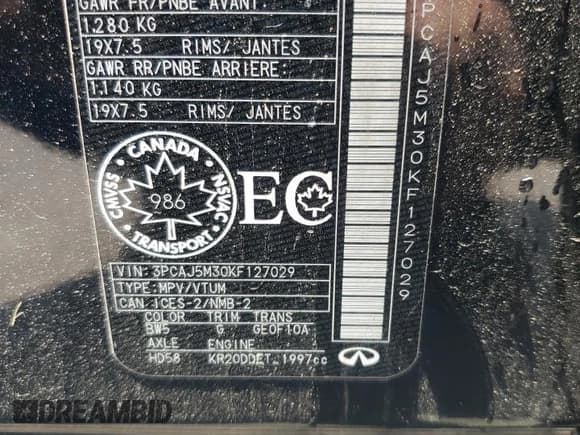 GAWR FR/PNBE AVANT
1,280 KG
19X7.5 RIMS/ JANTES
GAWR RR/PNBE ARRIERE:
1,140 KG
19X7.5 RIMS/ JANTES
CANADA
CMVSS
986
NSVAC
TRANSPORT
EC
VIN: 3PCAJ5M30KF127029
TYPE: MPV/VTUM
CAN ICES-2/NMB-2
COLOR TRIM TRANS
BW5 G GE0F10A
AXLE ENGINE
HD58 KR20DDET 1997cc
PCAJ5M30KF127029
DREAMBID